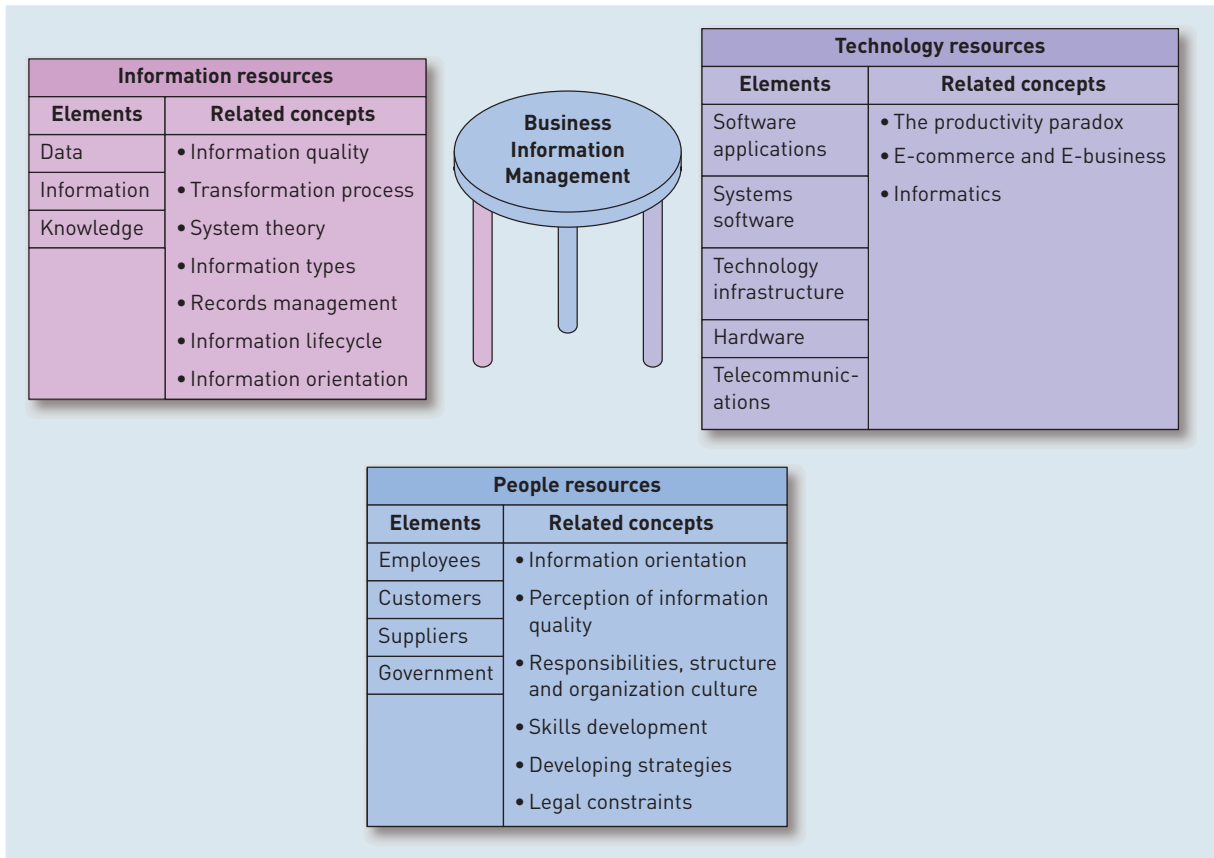 Information resources
Elements
Related concepts
Data
Information
Knowledge
• Information quality
• Transformation process
• System theory
• Information types
• Records management
• Information lifecycle
• Information orientation
Business
Information
Management
Technology resources
Elements
Related concepts
Software
applications
Systems
software
Technology
infrastructure
Hardware
Telecommunic-
ations
• The productivity paradox
• E-commerce and E-business
• Informatics
People resources
Elements
Related concepts
Employees
Customers
Suppliers
Government
• Information orientation
• Perception of information
quality
• Responsibilities, structure
and organization culture
• Skills development
• Developing strategies
• Legal constraints